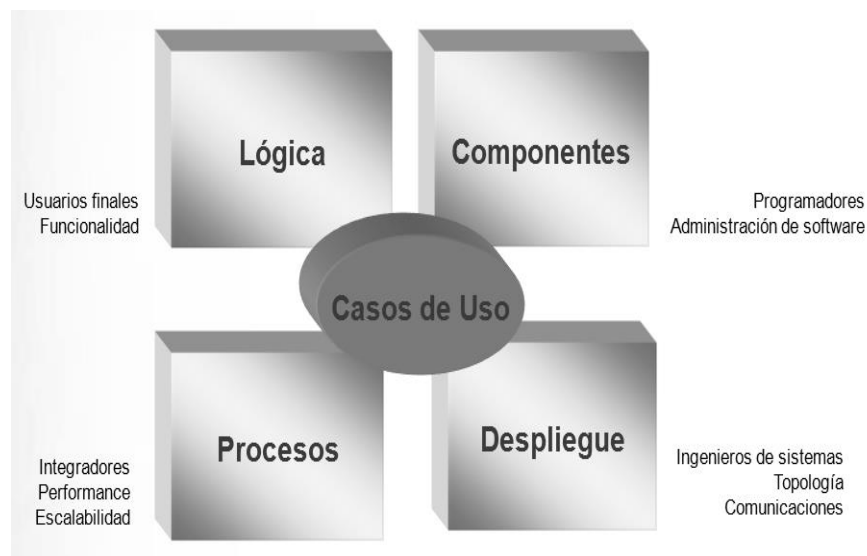 Lógica
Componentes
Usuarios finales
Funcionalidad
Programadores
Administración de software
Casos de Uso
Procesos
Despliegue
Integradores
Performance
Escalabilidad
Ingenieros de sistemas
Topología
Comunicaciones